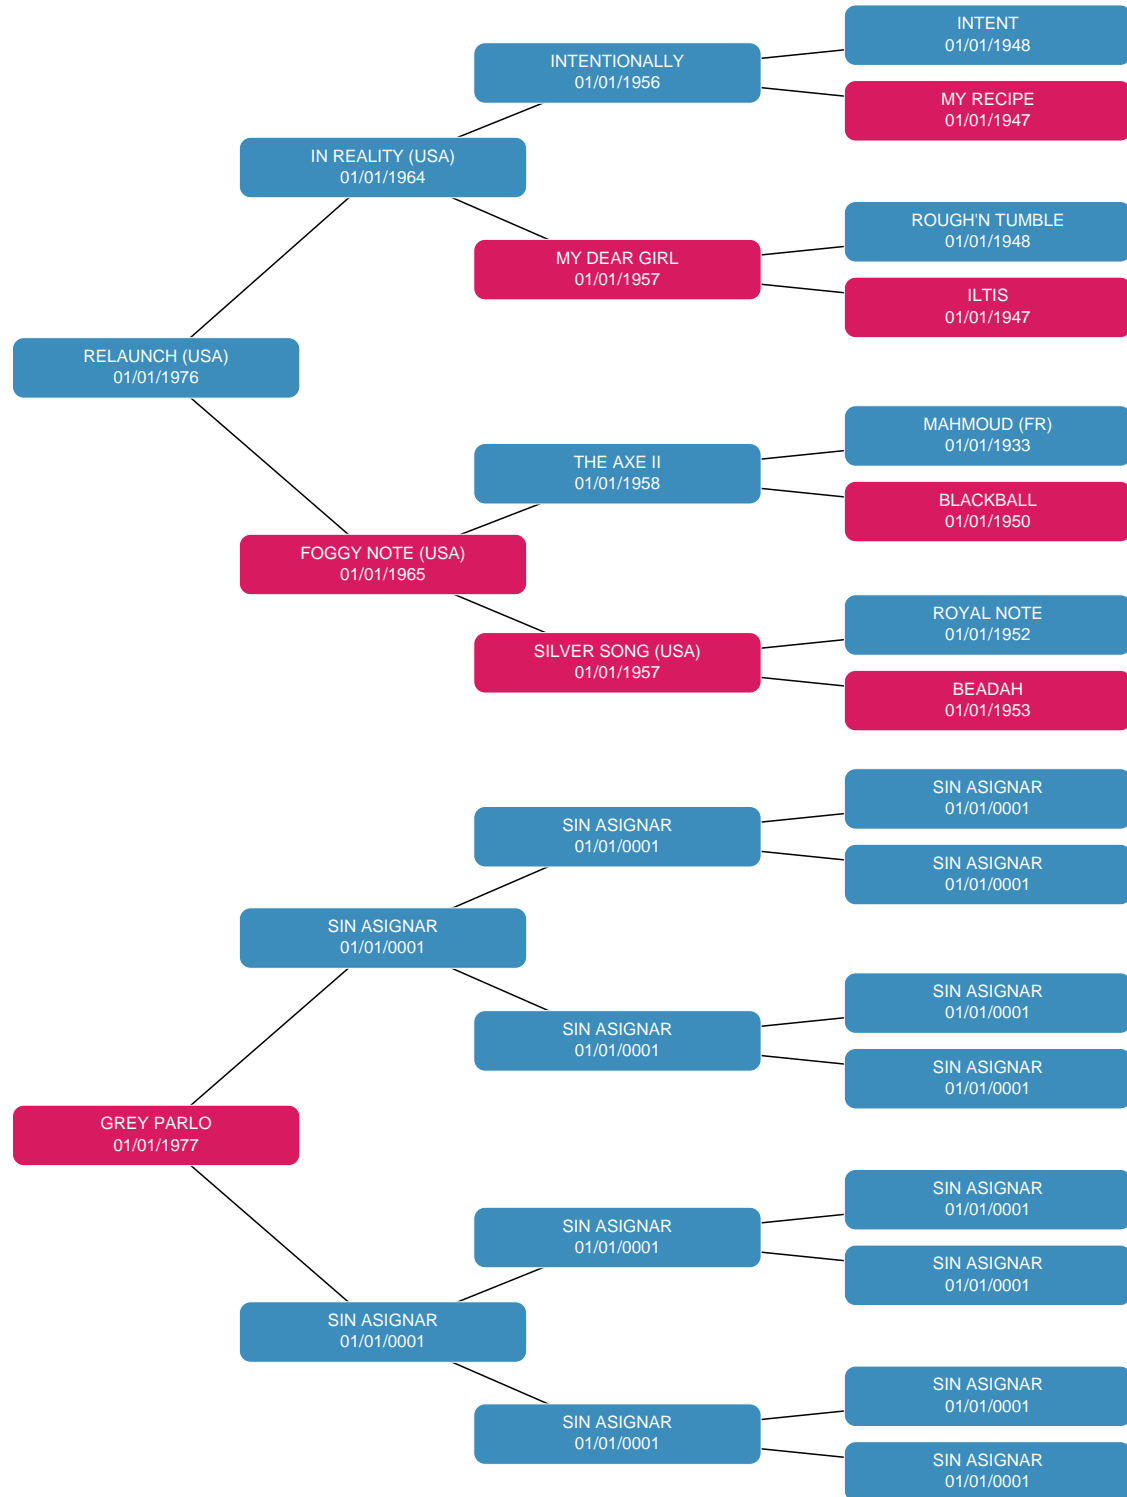 INTENT
01/01/1948
INTENTIONALLY
01/01/1956
MY RECIPE
01/01/1947
IN REALITY (USA)
01/01/1964
ROUGH'N TUMBLE
01/01/1948
MY DEAR GIRL
01/01/1957
ILTIS
01/01/1947
RELAUNCH (USA)
01/01/1976
MAHMOUD (FR)
01/01/1933
THE AXE II
01/01/1958
BLACKBALL
01/01/1950
FOGGY NOTE (USA)
01/01/1965
ROYAL NOTE
01/01/1952
SILVER SONG (USA)
01/01/1957
BEADAH
01/01/1953
SIN ASIGNAR
01/01/0001
SIN ASIGNAR
01/01/0001
SIN ASIGNAR
01/01/0001
SIN ASIGNAR
01/01/0001
SIN ASIGNAR
01/01/0001
SIN ASIGNAR
01/01/0001
SIN ASIGNAR
01/01/0001
GREY PARLO
01/01/1977
SIN ASIGNAR
01/01/0001
SIN ASIGNAR
01/01/0001
SIN ASIGNAR
01/01/0001
SIN ASIGNAR
01/01/0001
SIN ASIGNAR
01/01/0001
SIN ASIGNAR
01/01/0001
SIN ASIGNAR
01/01/0001